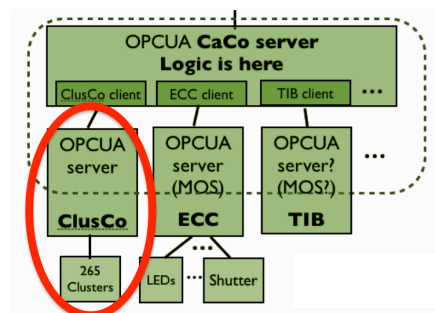 OPCUA CaCo server
Logic is here
ClusCo client
ECC client
TIB client
...
OPCUA
server
ClusCo
OPCUA
server
(MOS)
ECC
OPCUA
server?
(MOS?)
TIB
...
265
Clusters
...
LEDs
...
Shutter